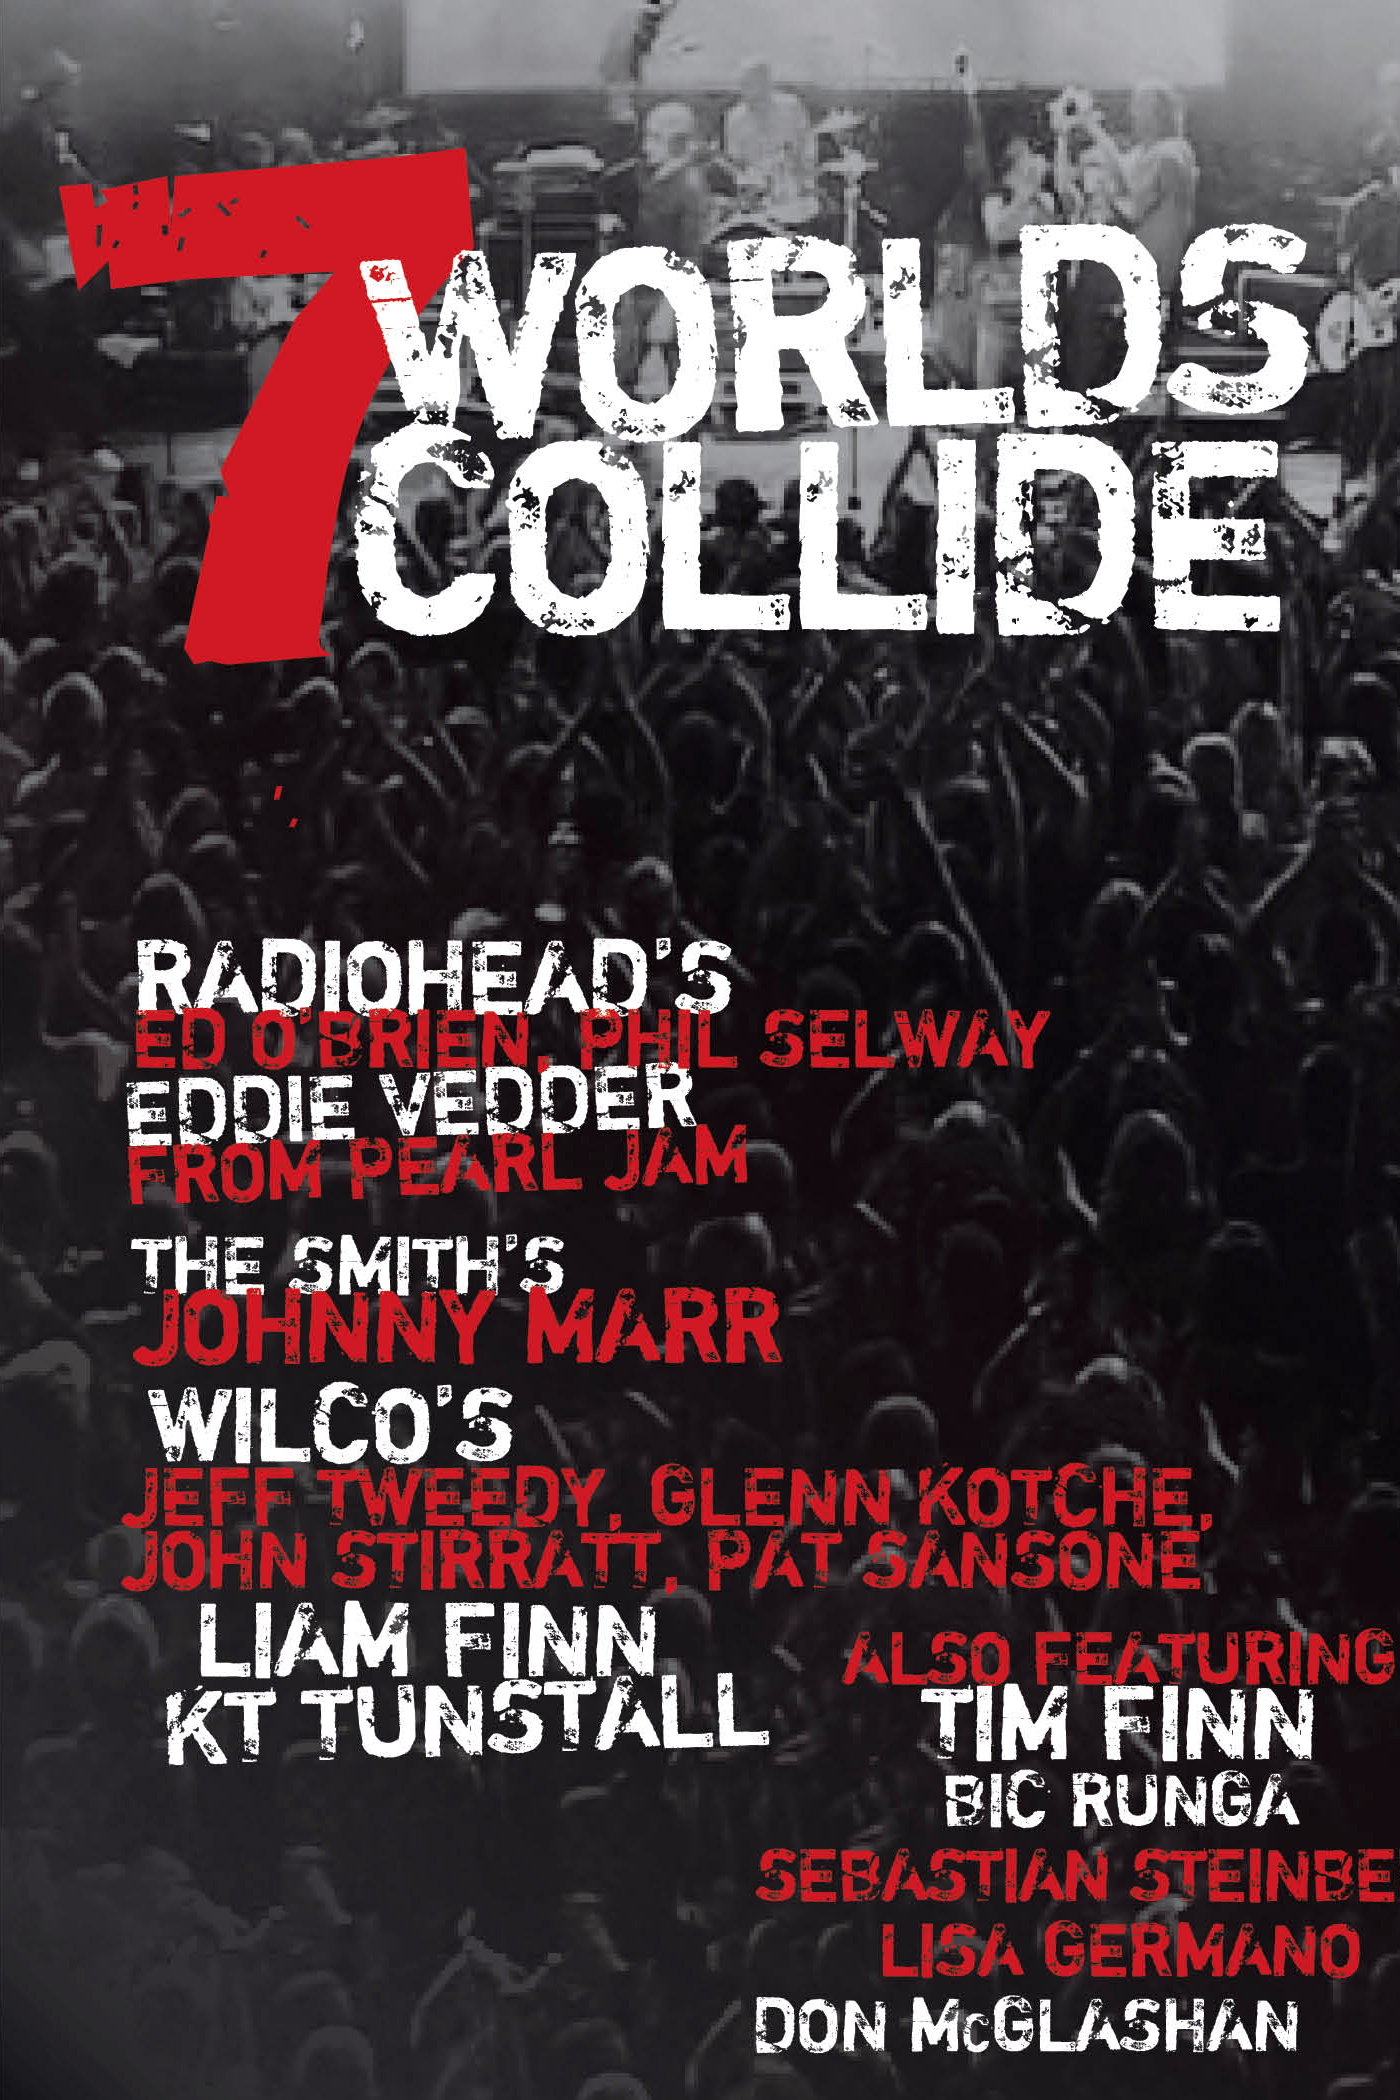 7 WORLDS
COLLIDE
RADIOHEAD'S
ED O'BRIEN, PHIL SELWAY
EDDIE VEDDER
FROM PEARL JAM
THE SMITH'S
JOHNNY MARR
WILCO'S
JEFF TWEEDY, GLENN KOTCHE,
JOHN STIRRATT, PAT SANSONE
LIAM FINN
KT TUNSTALL
ALSO FEATURING
TIM FINN
BIC RUNGA
SEBASTIAN STEINBE
LISA GERMANO
DON McGLASHAN